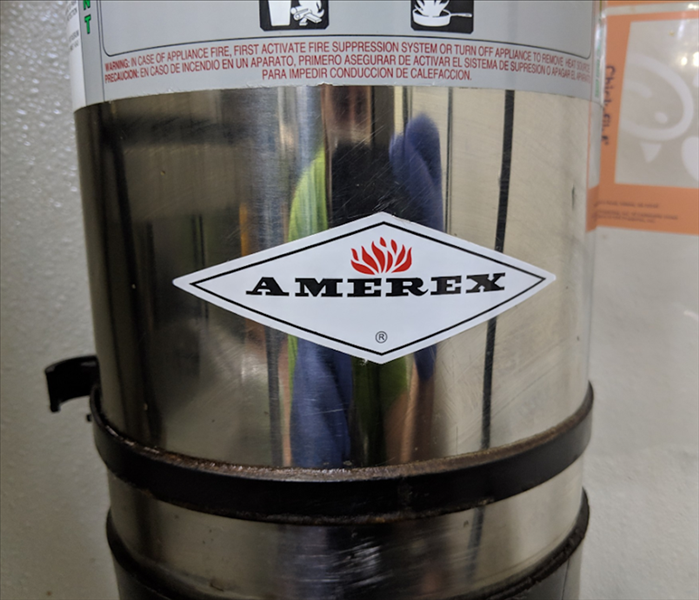 NT
WARNING: IN CASE OF APPLIANCE FIRE, FIRST ACTIVATE FIRE SUPPRESSION SYSTEM OR TURN OFF APPLIANCE TO REMOVE HEAT SOURCE
PRECAUCION: EN CASO DE INCENDIO EN UN APARATO, PRIMERO ASEGURAR DE ACTIVAR EL SISTEMA DE SUPRESION O APAGAR EL APARATO
PARA IMPEDIR CONDUCCION DE CALEFACCION.
AMEREX
®